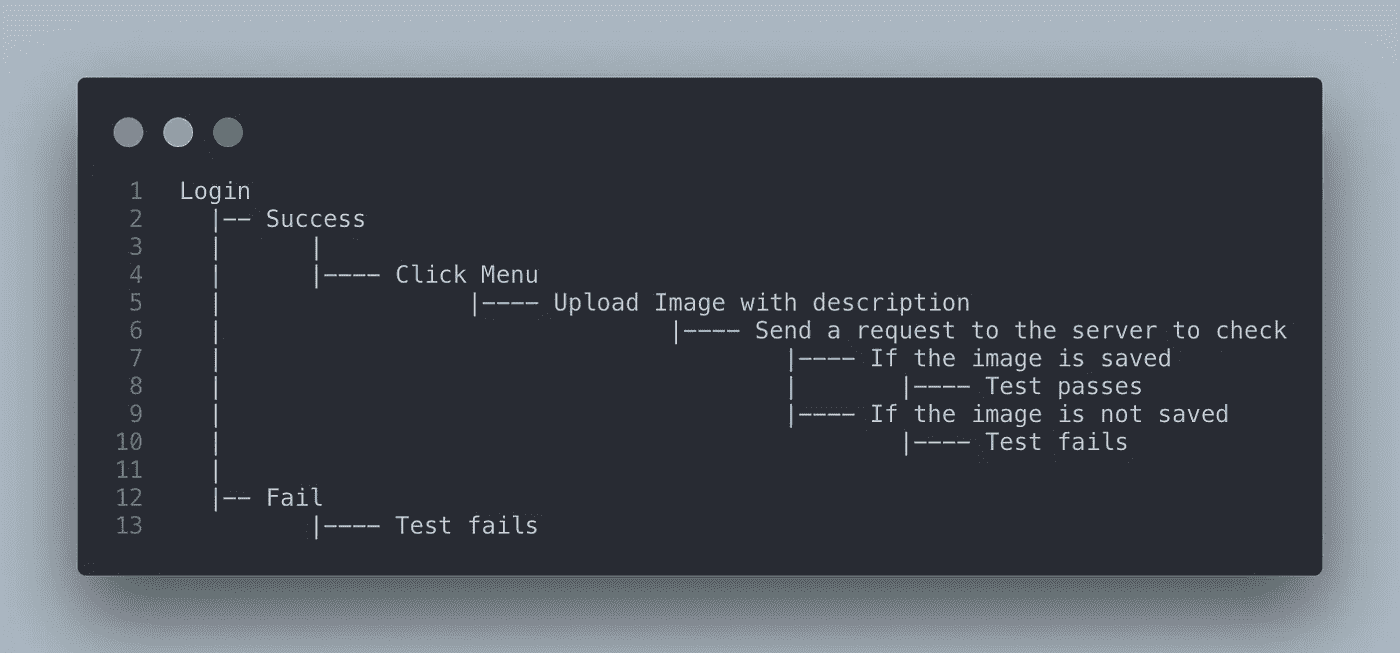 1 Login
2 |-- Success
3 | |
4 | |---- Click Menu
5 | |---- Upload Image with description
6 | |---- Send a request to the server to check
7 | |---- If the image is saved
8 | | |---- Test passes
9 | |---- If the image is not saved
10 | |---- Test fails
11 |
12 |-- Fail
13 |---- Test fails